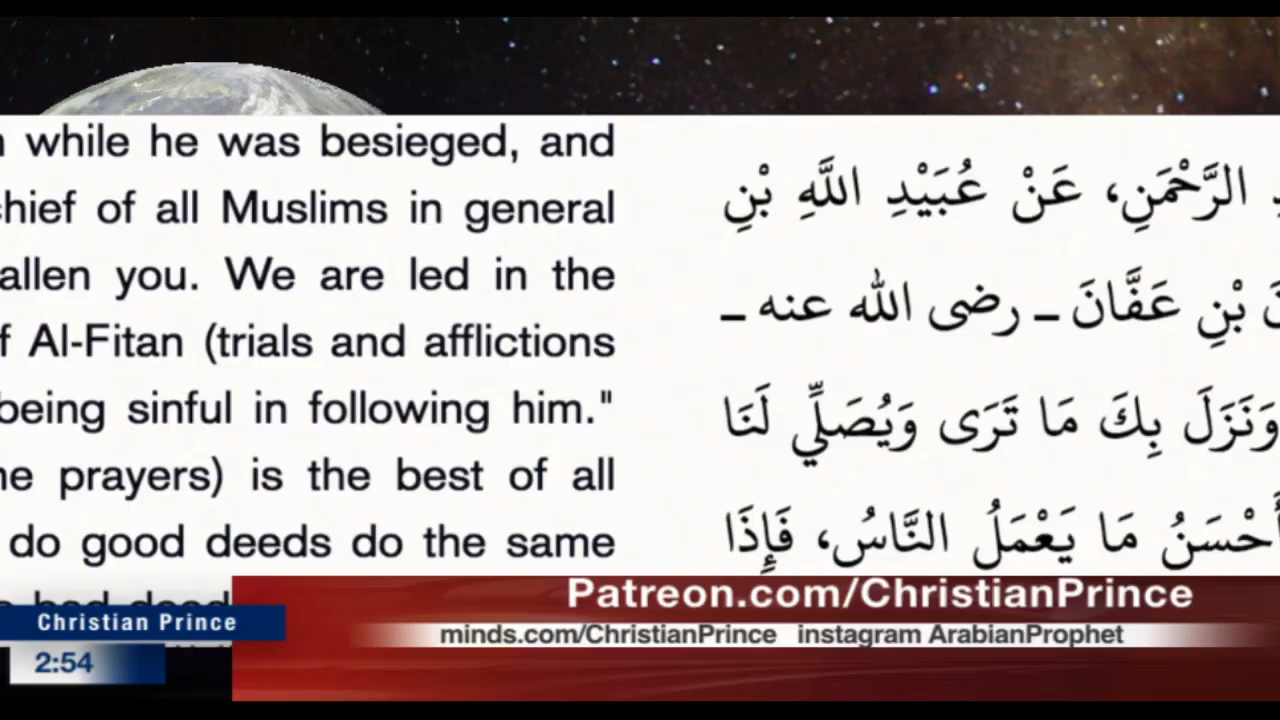 while he was besieged, and
chief of all Muslims in general
allen you. We are led in the
f Al-Fitan (trials and afflictions
being sinful in following him."
he prayers) is the best of all
do good deeds do the same
الرَّحْمَنِ، عَنْ عُبَيْدِ اللَّهِ بْنِ
بْنِ عَفَّانَ ـ رضى الله عنه ـ
وَنَزَلَ بِكَ مَا تَرَى وَيُصَلِّي لَنَا
أَحْسَنُ مَا يَعْمَلُ النَّاسُ، فَإِذَا
Patreon.com/ChristianPrince
minds.com/ChristianPrince instagram ArabianProphet
Christian Prince
2:54